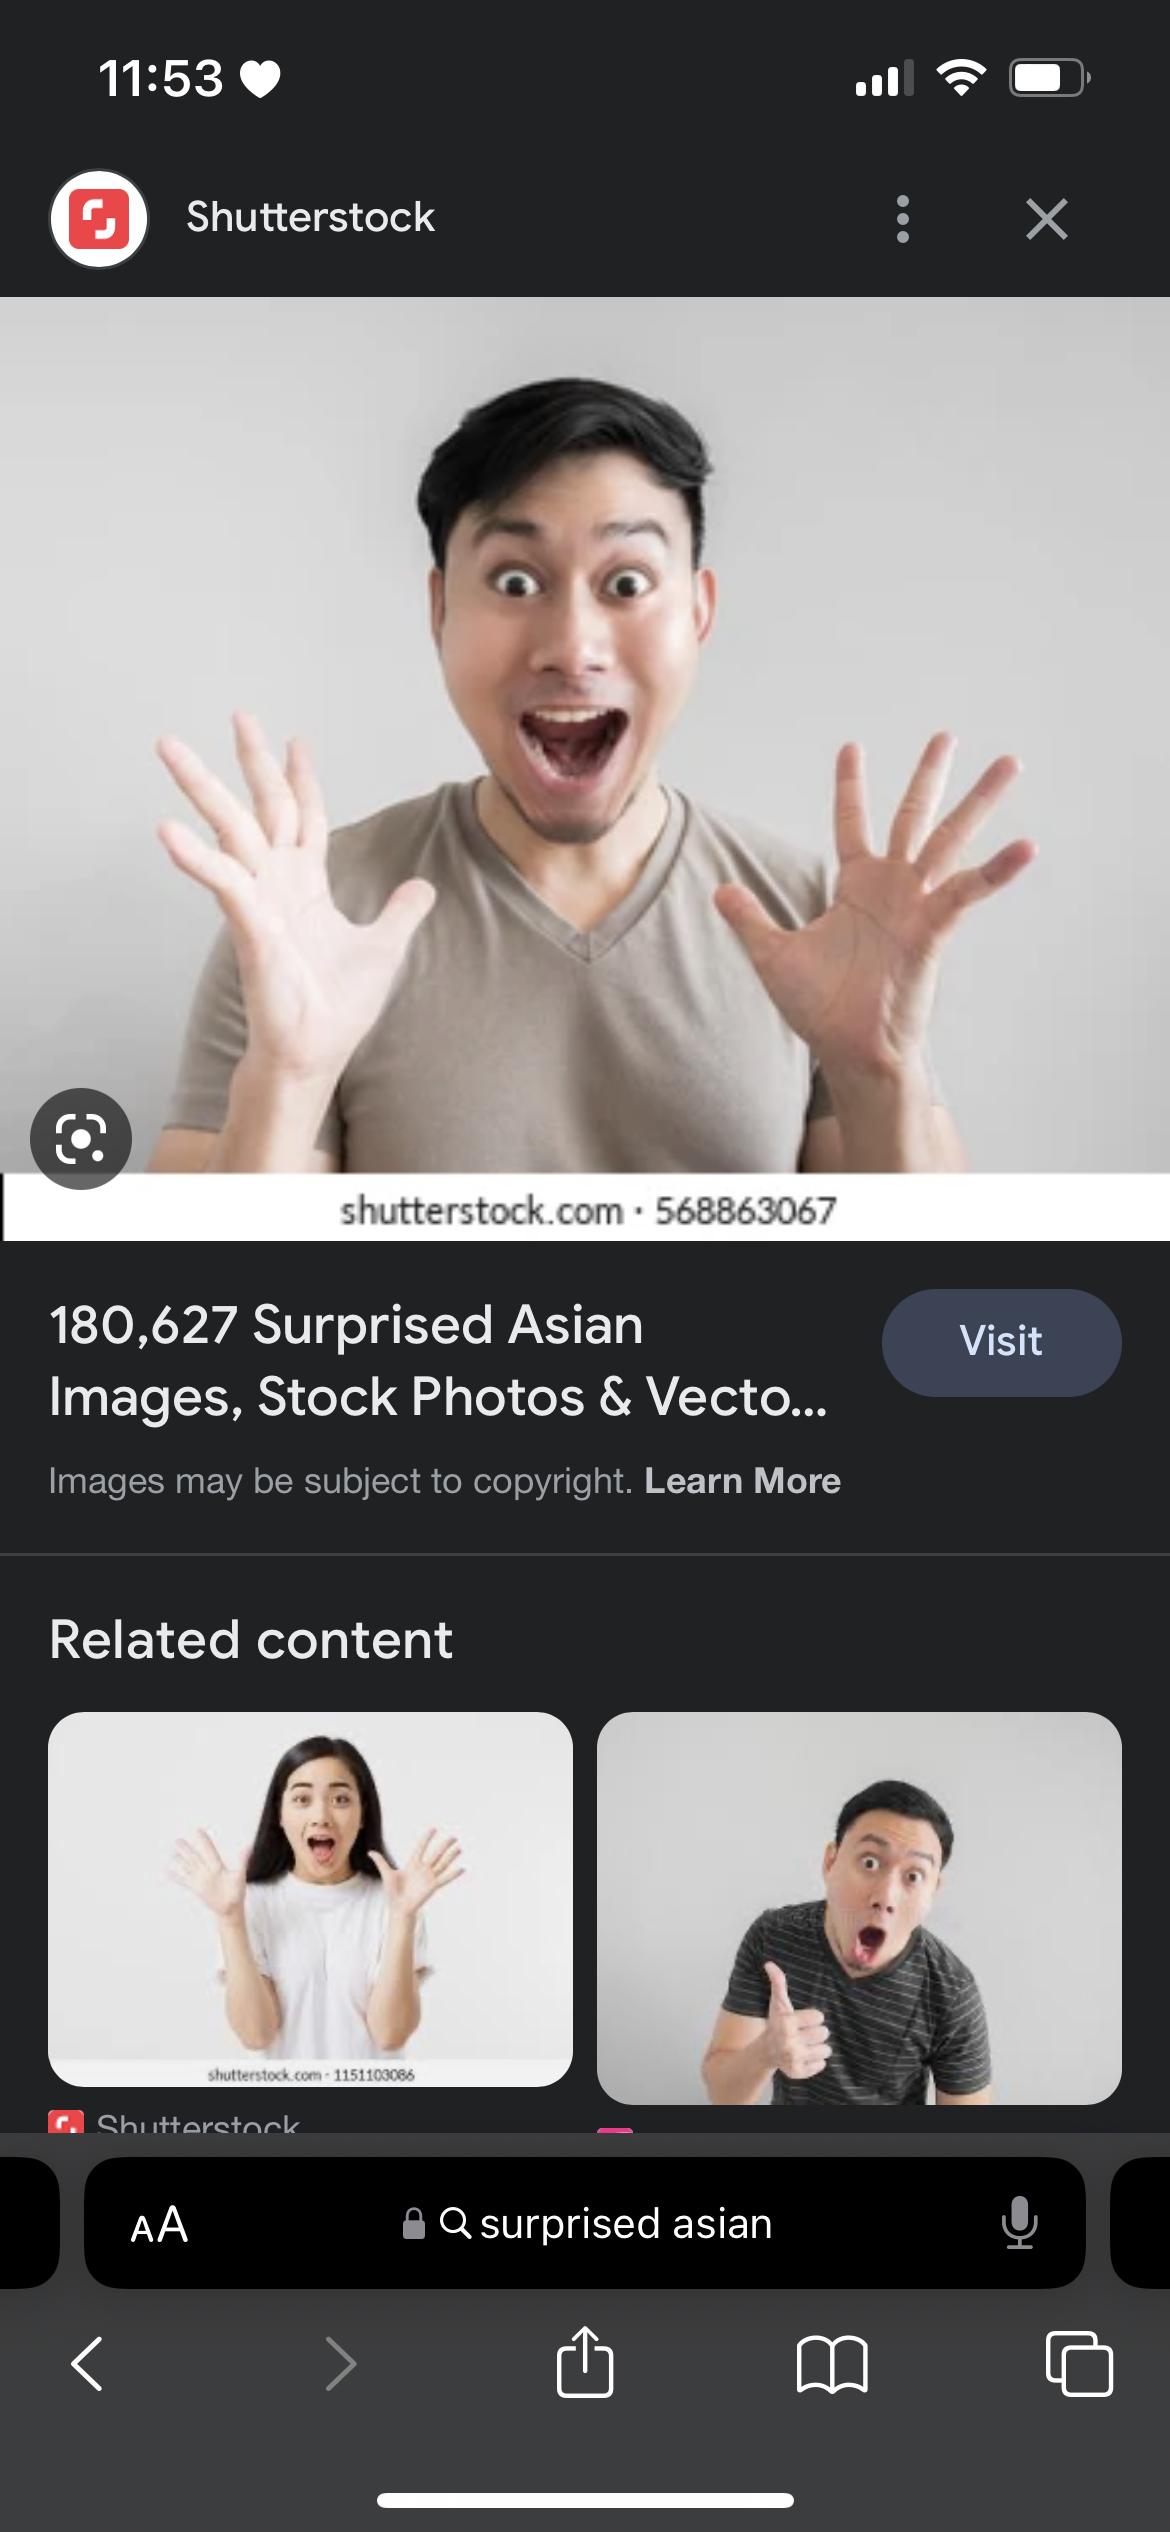 11:53
Shutterstock
shutterstock.com · 568863067
180,627 Surprised Asian
Images, Stock Photos & Vecto...
Visit
Images may be subject to copyright. Learn More
Related content
shutterstock.com · 1151103086
Shutterstock
AA
surprised asian